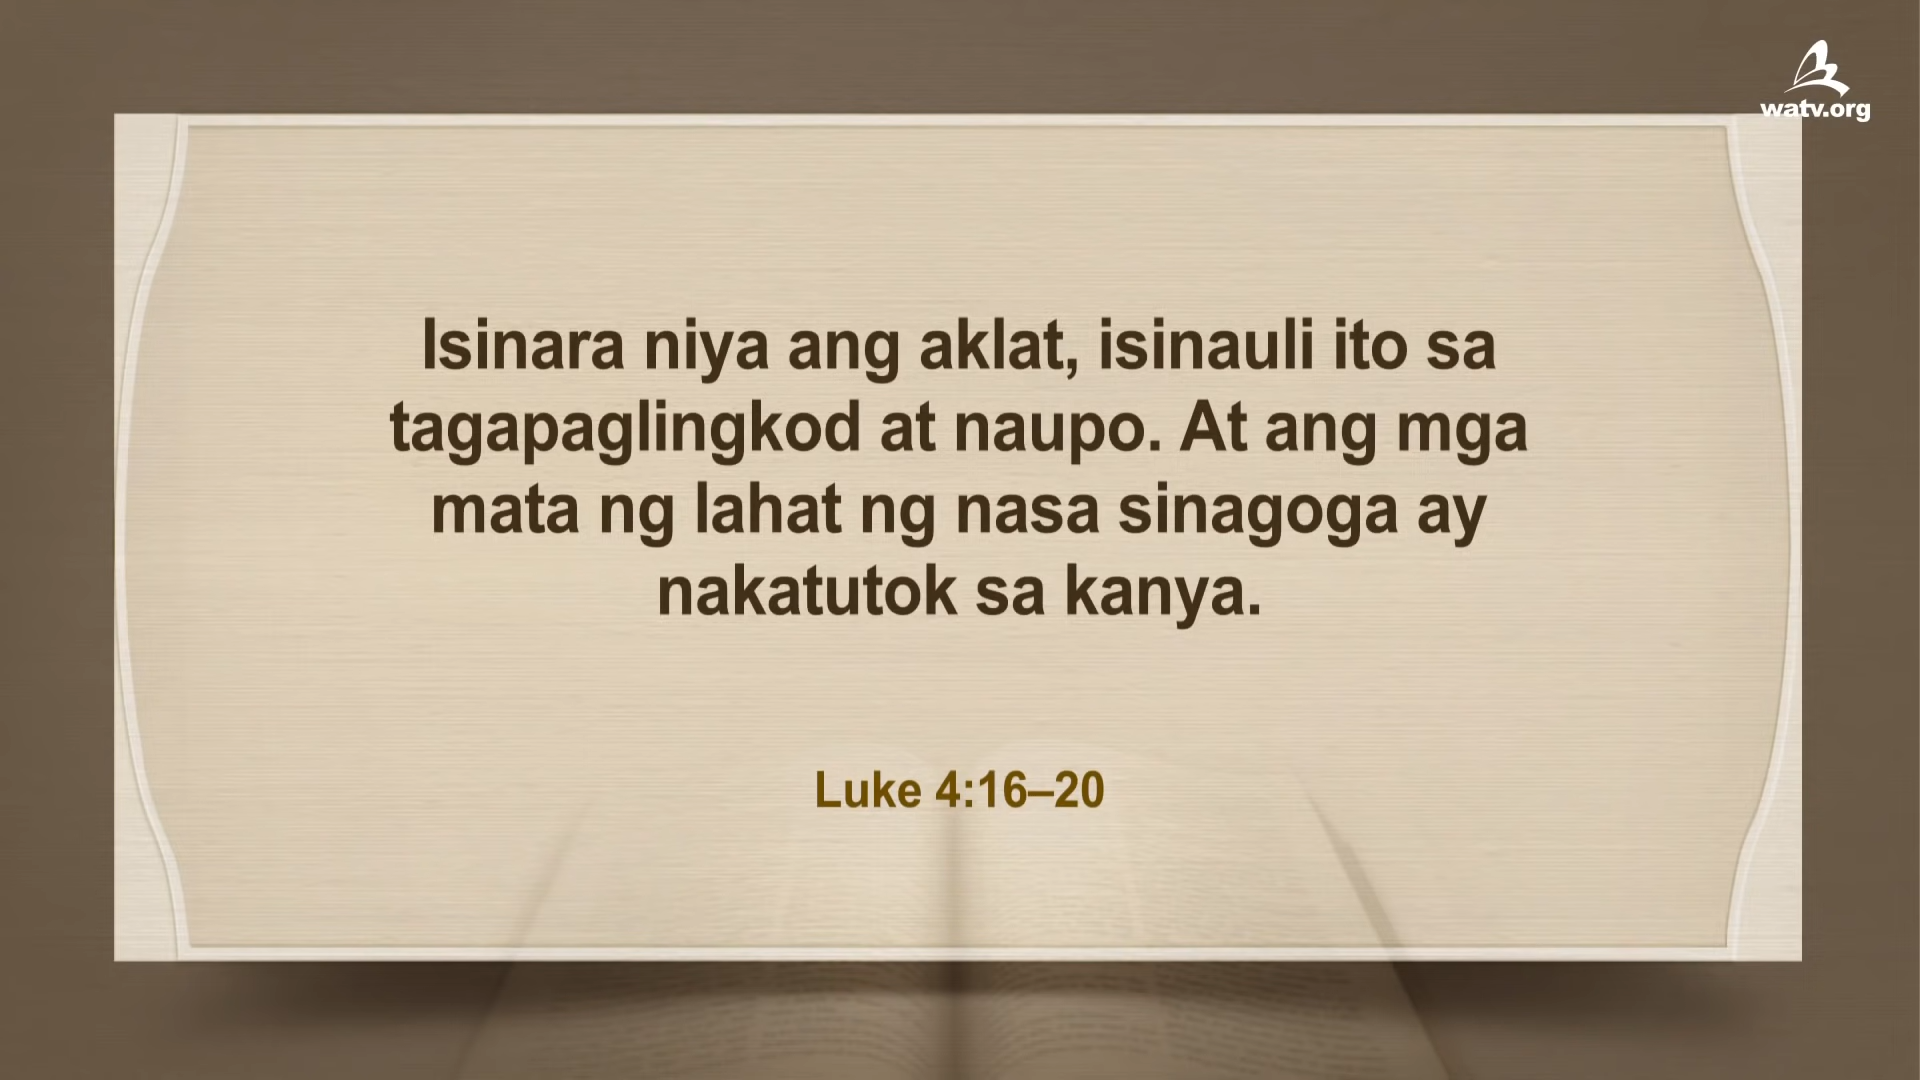 watv.org
Isinara niya ang aklat, isinauli ito sa
tagapaglingkod at naupo. At ang mga
mata ng lahat ng nasa sinagoga ay
nakatutok sa kanya.
Luke 4:16–20